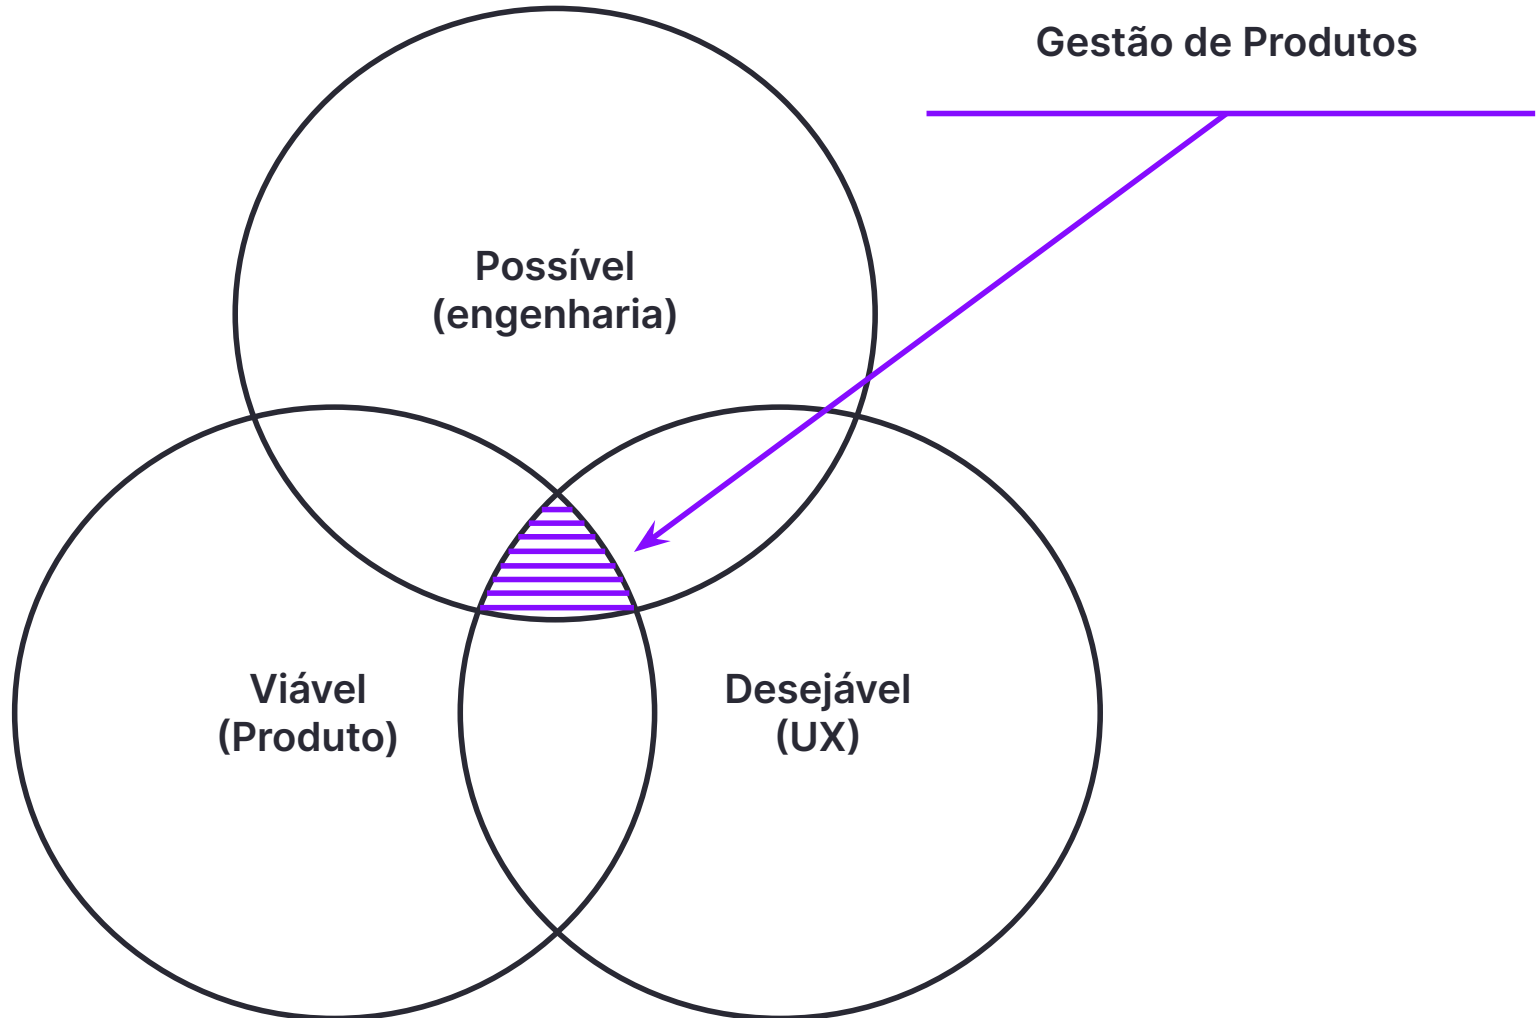 Gestão de Produtos
Possível
(engenharia)
Viável
(Produto)
Desejável
(UX)